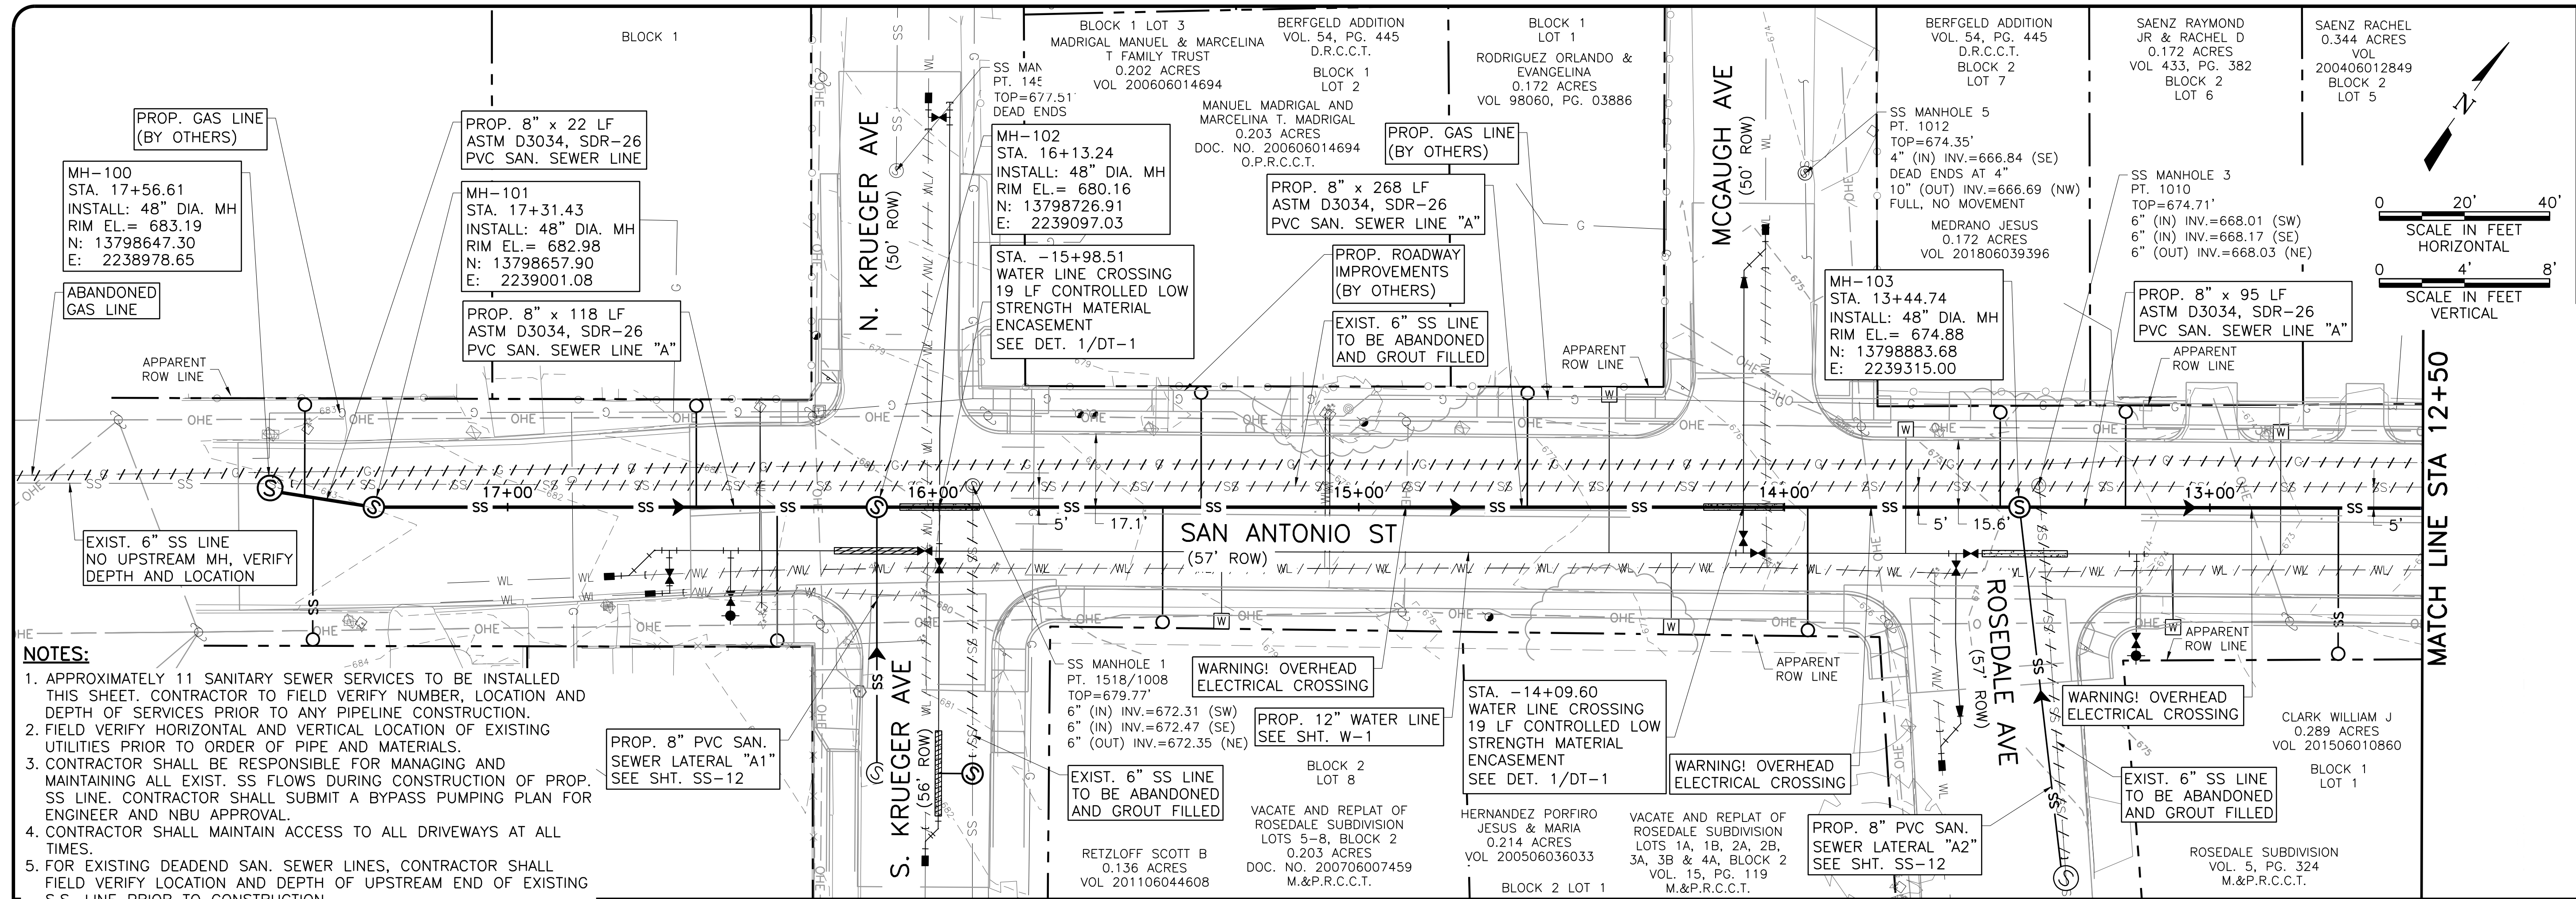 BLOCK 1
PROP. GAS LINE
(BY OTHERS)
MH-100
STA. 17+56.61
INSTALL: 48" DIA. MH
RIM EL.= 683.19
N: 13798647.30
E: 2238978.65
ABANDONED
GAS LINE
APPARENT
ROW LINE
PROP. 8" x 22 LF
ASTM D3034, SDR-26
PVC SAN. SEWER LINE
MH-101
STA. 17+31.43
INSTALL: 48" DIA. MH
RIM EL.= 682.98
N: 13798657.90
E: 2239001.08
PROP. 8" x 118 LF
ASTM D3034, SDR-26
PVC SAN. SEWER LINE "A"
N. KRUEGER AVE
(50' ROW)
SS MAN
PT. 145
TOP=677.51'
DEAD ENDS
MH-102
STA. 16+13.24
INSTALL: 48" DIA. MH
RIM EL.= 680.16
N: 13798726.91
E: 2239097.03
STA. -15+98.51
WATER LINE CROSSING
19 LF CONTROLLED LOW
STRENGTH MATERIAL
ENCASEMENT
SEE DET. 1/DT-1
BLOCK 1 LOT 3
MADRIGAL MANUEL & MARCELINA
T FAMILY TRUST
0.202 ACRES
VOL 200606014694
BERFGELD ADDITION
VOL. 54, PG. 445
D.R.C.C.T.
BLOCK 1
LOT 2
MANUEL MADRIGAL AND
MARCELINA T. MADRIGAL
0.203 ACRES
DOC. NO. 200606014694
O.P.R.C.C.T.
BLOCK 1
LOT 1
RODRIGUEZ ORLANDO &
EVANGELINA
0.172 ACRES
VOL 98060, PG. 03886
PROP. GAS LINE
(BY OTHERS)
PROP. 8" x 268 LF
ASTM D3034, SDR-26
PVC SAN. SEWER LINE "A"
PROP. ROADWAY
IMPROVEMENTS
(BY OTHERS)
EXIST. 6" SS LINE
TO BE ABANDONED
AND GROUT FILLED
APPARENT
ROW LINE
MCGAUGH AVE
(50' ROW)
BERFGELD ADDITION
VOL. 54, PG. 445
D.R.C.C.T.
BLOCK 2
LOT 7
SS MANHOLE 5
PT. 1012
TOP=674.35'
4" (IN) INV.=666.84 (SE)
DEAD ENDS AT 4"
10" (OUT) INV.=666.69 (NW)
FULL, NO MOVEMENT
MEDRANO JESUS
0.172 ACRES
VOL 201806039396
MH-103
STA. 13+44.74
INSTALL: 48" DIA. MH
RIM EL.= 674.88
N: 13798883.68
E: 2239315.00
SAENZ RAYMOND
JR & RACHEL D
0.172 ACRES
VOL 433, PG. 382
BLOCK 2
LOT 6
SS MANHOLE 3
PT. 1010
TOP=674.71'
6" (IN) INV.=668.01 (SW)
6" (IN) INV.=668.17 (SE)
6" (OUT) INV.=668.03 (NE)
PROP. 8" x 95 LF
ASTM D3034, SDR-26
PVC SAN. SEWER LINE "A"
APPARENT
ROW LINE
SAENZ RACHEL
0.344 ACRES
VOL
200406012849
BLOCK 2
LOT 5
N
0 20' 40'
SCALE IN FEET
HORIZONTAL
0 4' 8'
SCALE IN FEET
VERTICAL
MATCH LINE STA 12+50
17+00
16+00
15+00
14+00
13+00
5'
17.1'
5'
15.6'
5'
SAN ANTONIO ST
(57' ROW)
EXIST. 6" SS LINE
NO UPSTREAM MH, VERIFY
DEPTH AND LOCATION
NOTES:
1. APPROXIMATELY 11 SANITARY SEWER SERVICES TO BE INSTALLED
THIS SHEET. CONTRACTOR TO FIELD VERIFY NUMBER, LOCATION AND
DEPTH OF SERVICES PRIOR TO ANY PIPELINE CONSTRUCTION.
2. FIELD VERIFY HORIZONTAL AND VERTICAL LOCATION OF EXISTING
UTILITIES PRIOR TO ORDER OF PIPE AND MATERIALS.
3. CONTRACTOR SHALL BE RESPONSIBLE FOR MANAGING AND
MAINTAINING ALL EXIST. SS FLOWS DURING CONSTRUCTION OF PROP.
SS LINE. CONTRACTOR SHALL SUBMIT A BYPASS PUMPING PLAN FOR
ENGINEER AND NBU APPROVAL.
4. CONTRACTOR SHALL MAINTAIN ACCESS TO ALL DRIVEWAYS AT ALL
TIMES.
5. FOR EXISTING DEADEND SAN. SEWER LINES, CONTRACTOR SHALL
FIELD VERIFY LOCATION AND DEPTH OF UPSTREAM END OF EXISTING
S.S. LINE PRIOR TO CONSTRUCTION
PROP. 8" PVC SAN.
SEWER LATERAL "A1"
SEE SHT. SS-12
S. KRUEGER AVE
(56' ROW)
SS MANHOLE 1
PT. 1518/1008
TOP=679.77'
6" (IN) INV.=672.31 (SW)
6" (IN) INV.=672.47 (SE)
6" (OUT) INV.=672.35 (NE)
EXIST. 6" SS LINE
TO BE ABANDONED
AND GROUT FILLED
RETZLOFF SCOTT B
0.136 ACRES
VOL 201106044608
WARNING! OVERHEAD
ELECTRICAL CROSSING
PROP. 12" WATER LINE
SEE SHT. W-1
BLOCK 2
LOT 8
VACATE AND REPLAT OF
ROSEDALE SUBDIVISION
LOTS 5-8, BLOCK 2
0.203 ACRES
DOC. NO. 200706007459
M.&P.R.C.C.T.
STA. -14+09.60
WATER LINE CROSSING
19 LF CONTROLLED LOW
STRENGTH MATERIAL
ENCASEMENT
SEE DET. 1/DT-1
HERNANDEZ PORFIRO
JESUS & MARIA
0.214 ACRES
VOL 200506036033
BLOCK 2 LOT 1
WARNING! OVERHEAD
ELECTRICAL CROSSING
APPARENT
ROW LINE
VACATE AND REPLAT OF
ROSEDALE SUBDIVISION
LOTS 1A, 1B, 2A, 2B,
3A, 3B & 4A, BLOCK 2
VOL. 15, PG. 119
M.&P.R.C.C.T.
PROP. 8" PVC SAN.
SEWER LATERAL "A2"
SEE SHT. SS-12
ROSEDALE AVE
(57' ROW)
APPARENT
ROW LINE
WARNING! OVERHEAD
ELECTRICAL CROSSING
EXIST. 6" SS LINE
TO BE ABANDONED
AND GROUT FILLED
CLARK WILLIAM J
0.289 ACRES
VOL 201506010860
BLOCK 1
LOT 1
ROSEDALE SUBDIVISION
VOL. 5, PG. 324
M.&P.R.C.C.T.